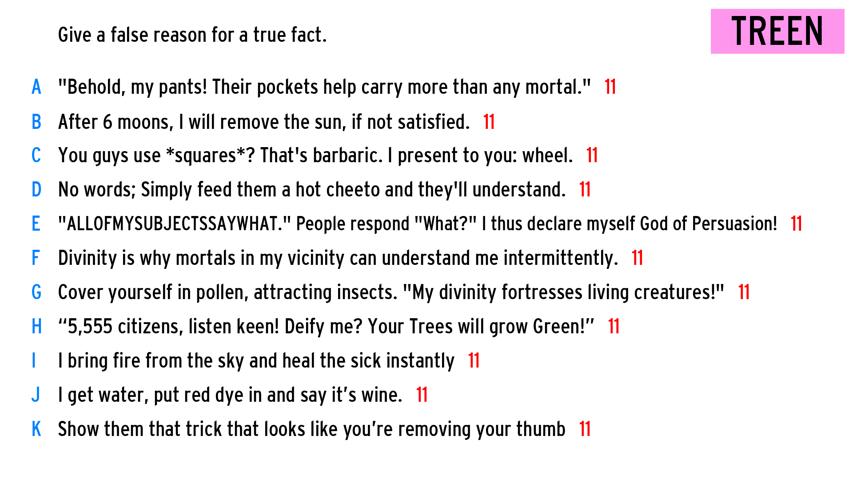 Give a false reason for a true fact.
TREEN
A "Behold, my pants! Their pockets help carry more than any mortal." 11
B After 6 moons, I will remove the sun, if not satisfied. 11
C You guys use *squares*? That's barbaric. I present to you: wheel. 11
D No words; Simply feed them a hot cheeto and they'll understand. 11
E "ALLOFMYSUBJECTSSAYWHAT." People respond "What?" I thus declare myself God of Persuasion! 11
F Divinity is why mortals in my vicinity can understand me intermittently. 11
G Cover yourself in pollen, attracting insects. "My divinity fortresses living creatures!" 11
H “5,555 citizens, listen keen! Deify me? Your Trees will grow Green!” 11
I I bring fire from the sky and heal the sick instantly 11
J I get water, put red dye in and say it’s wine. 11
K Show them that trick that looks like you’re removing your thumb 11